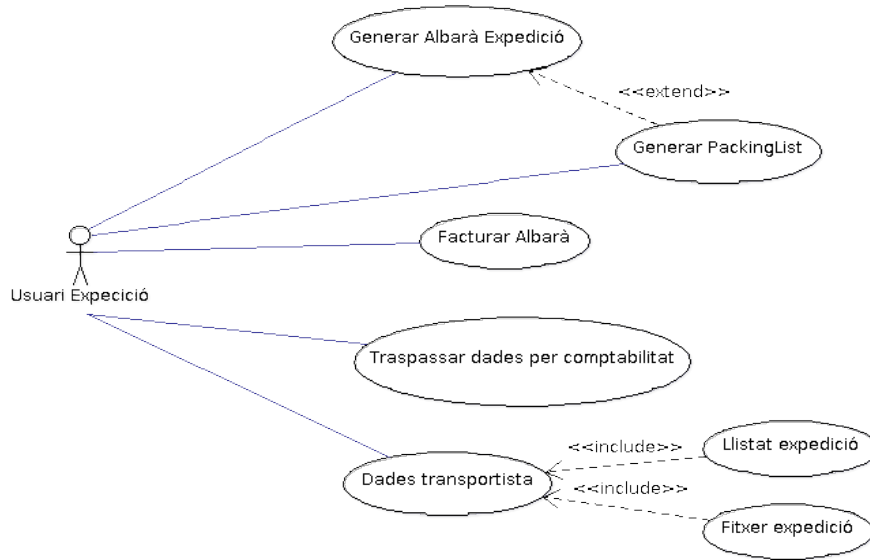 Generar Albarà Expedició
<<extend>>
Generar PackingList
Facturar Albarà
Usuari Expecició
Traspassar dades per comptabilitat
<<include>>
Llistat expedició
Dades transportista
<<include>>
Fitxer expedició